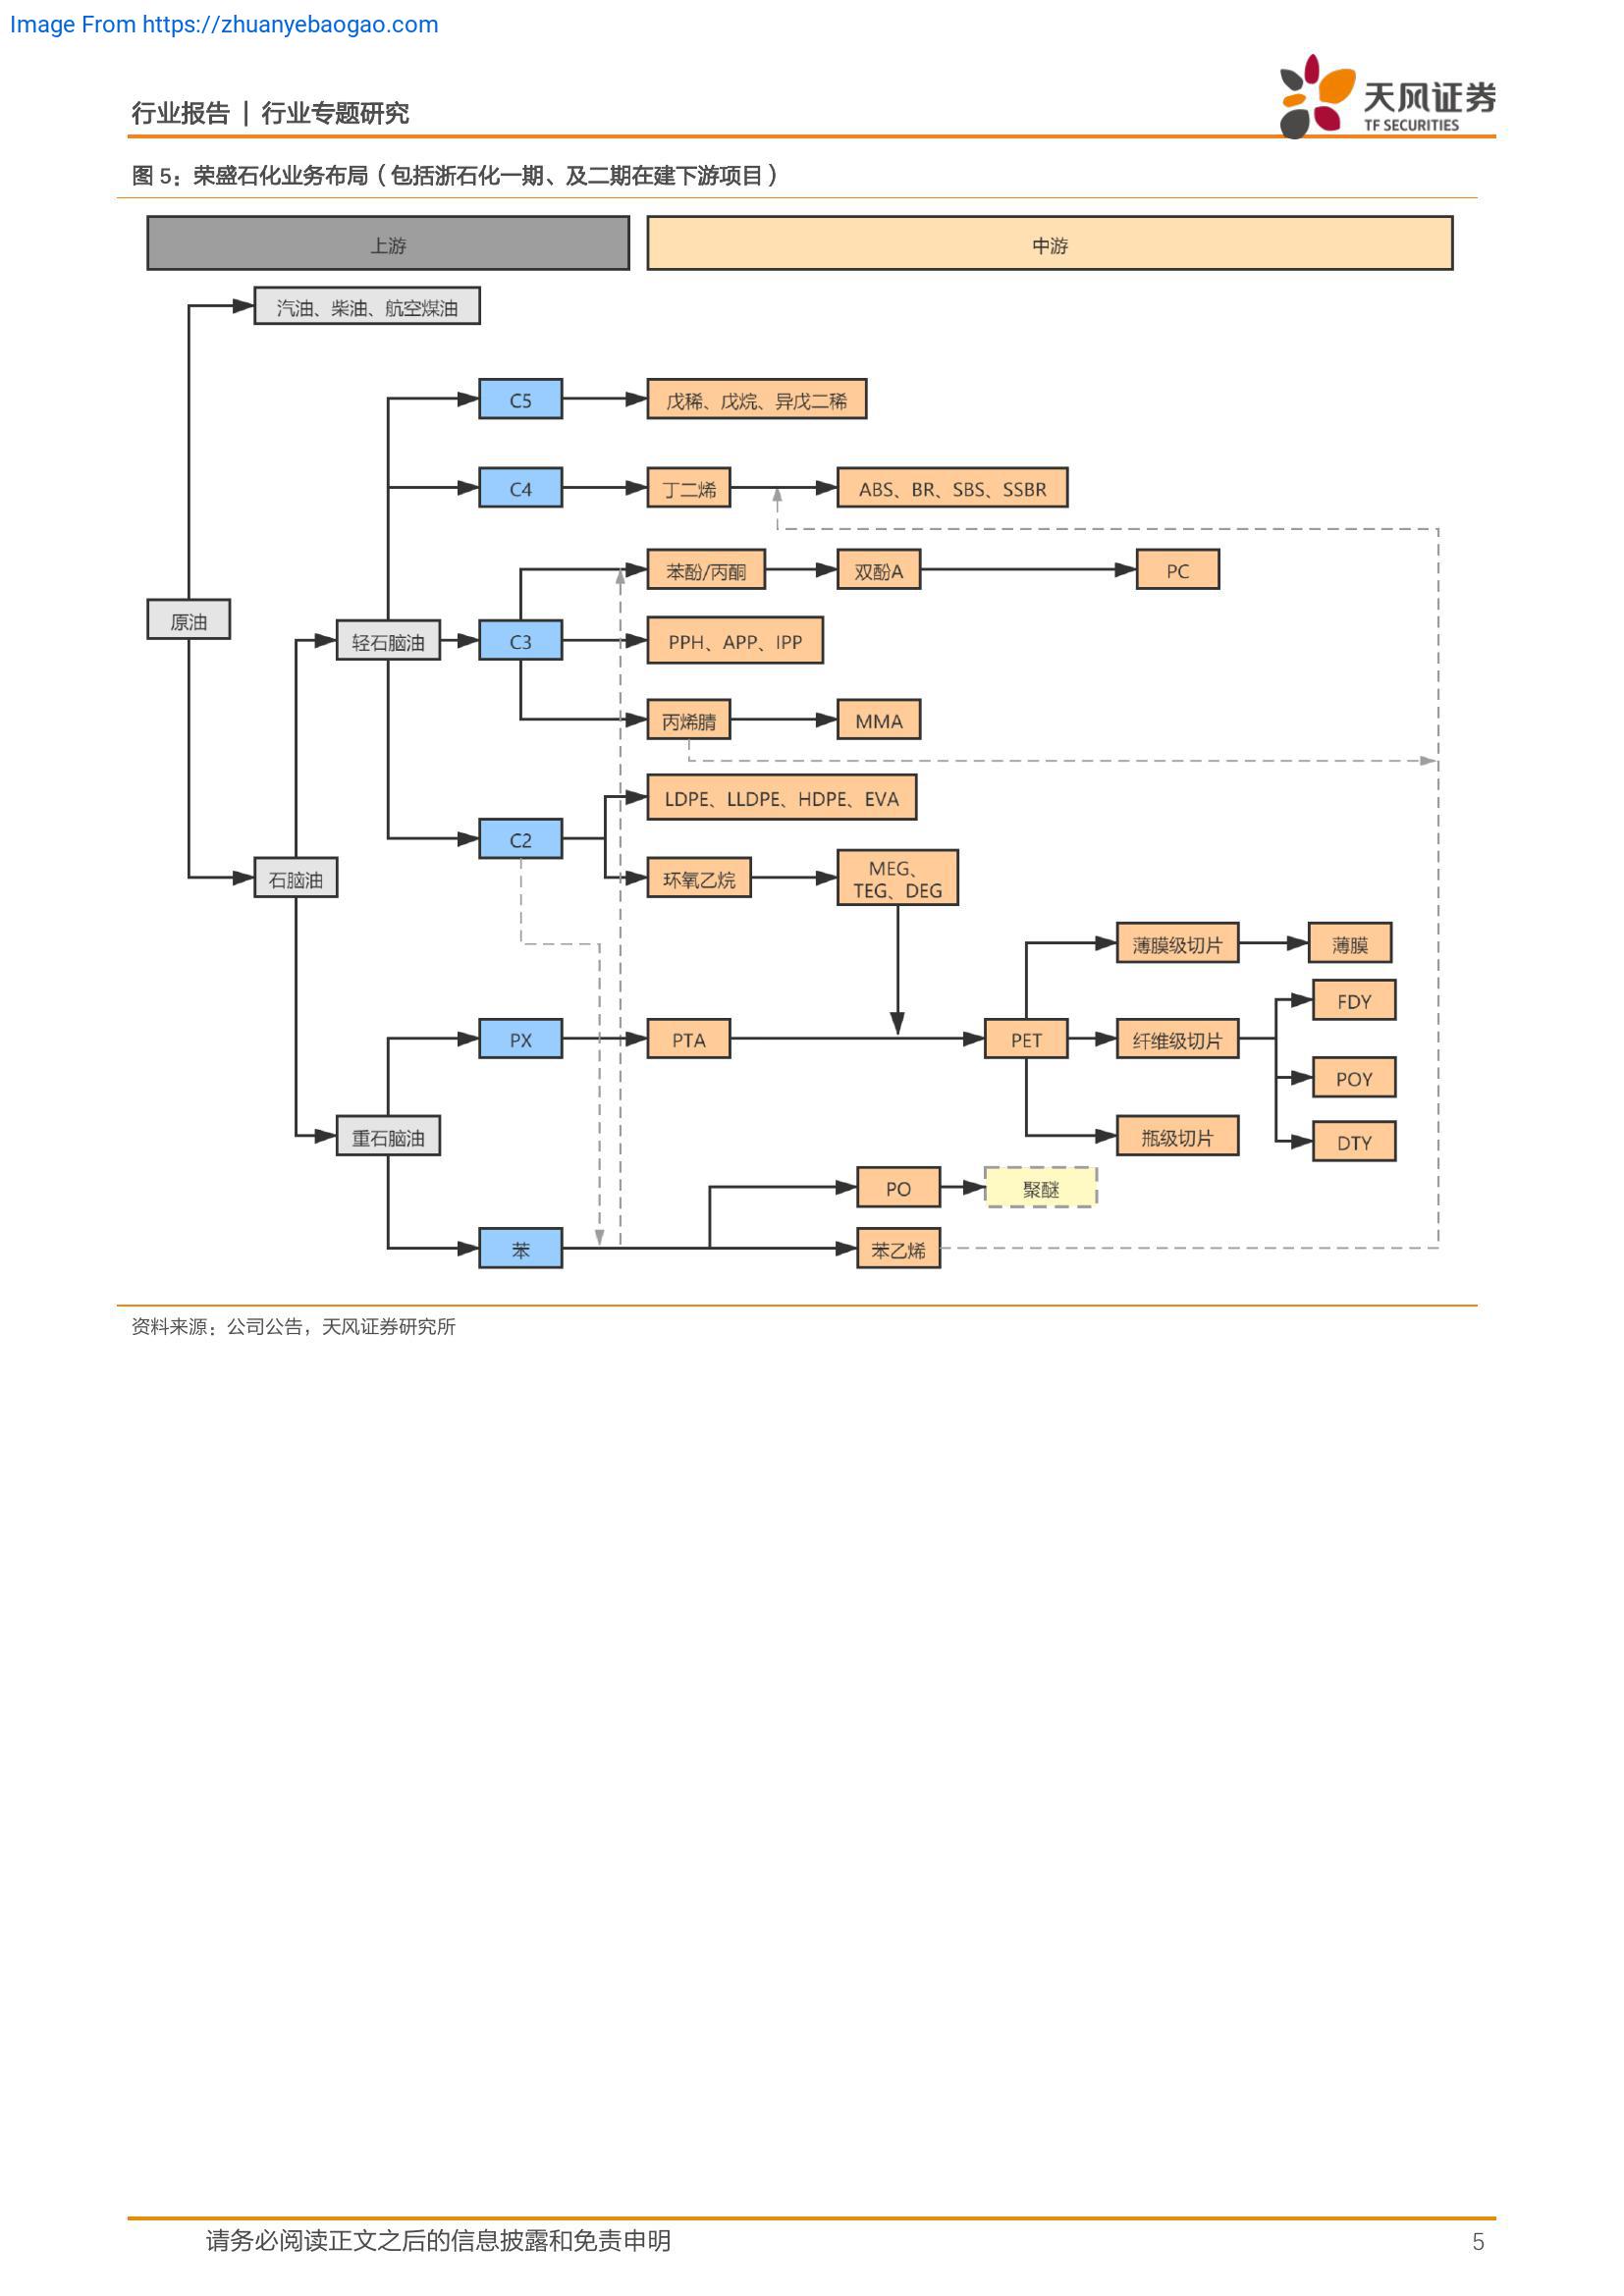 Image From https://zhuanyebaogao.com
行业报告 | 行业专题研究
天风证券
TF SECURITIES
图 5：荣盛石化业务布局（包括浙石化一期、及二期在建下游项目）
上游
中游
汽油、柴油、航空煤油
C5
戊稀、戊烷、异戊二稀
C4
丁二烯
ABS、BR、SBS、SSBR
苯酚/丙酮
双酚A
PC
原油
轻石脑油
C3
PPH、APP、IPP
丙烯腈
MMA
LDPE、LLDPE、HDPE、EVA
C2
石脑油
环氧乙烷
MEG、
TEG、DEG
薄膜级切片
薄膜
FDY
PX
PTA
PET
纤维级切片
POY
重石脑油
瓶级切片
DTY
PO
聚醚
苯
苯乙烯
资料来源：公司公告，天风证券研究所
请务必阅读正文之后的信息披露和免责申明
5